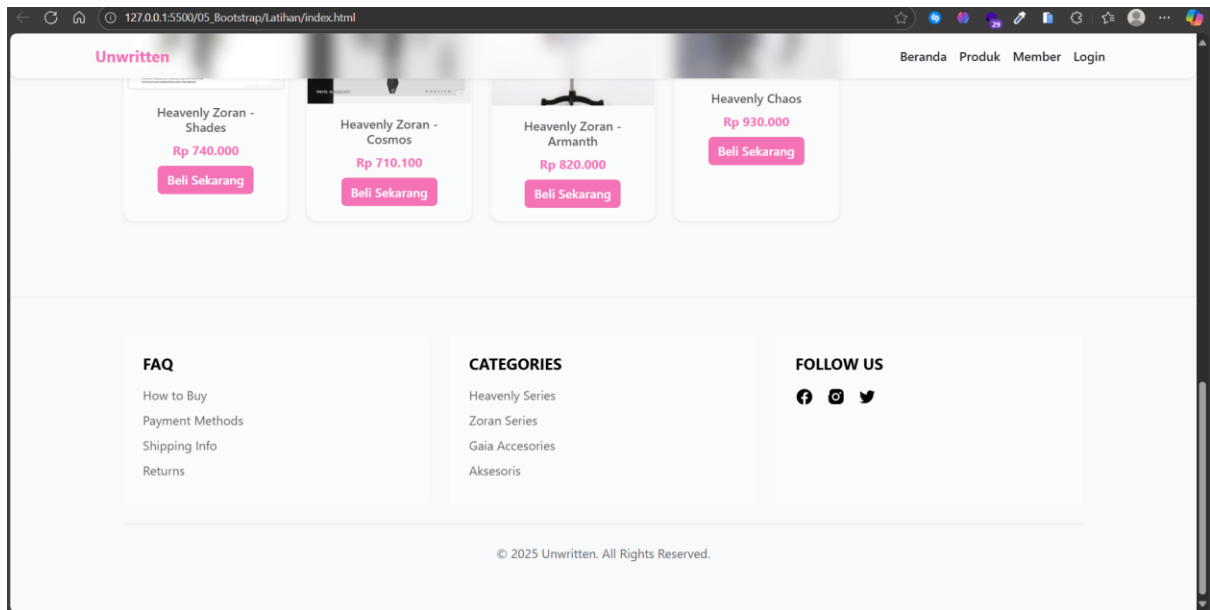 127.0.0.1:5500/05_Bootstrap/Latihan/index.html
29
Unwritten
Beranda Produk Member Login
Heavenly Zoran -
Shades
Rp 740.000
Beli Sekarang
Heavenly Zoran -
Cosmos
Rp 710.100
Beli Sekarang
Heavenly Zoran -
Armanth
Rp 820.000
Beli Sekarang
Heavenly Chaos
Rp 930.000
Beli Sekarang
FAQ
How to Buy
Payment Methods
Shipping Info
Returns
CATEGORIES
Heavenly Series
Zoran Series
Gaia Accesories
Aksesoris
FOLLOW US
© 2025 Unwritten. All Rights Reserved.